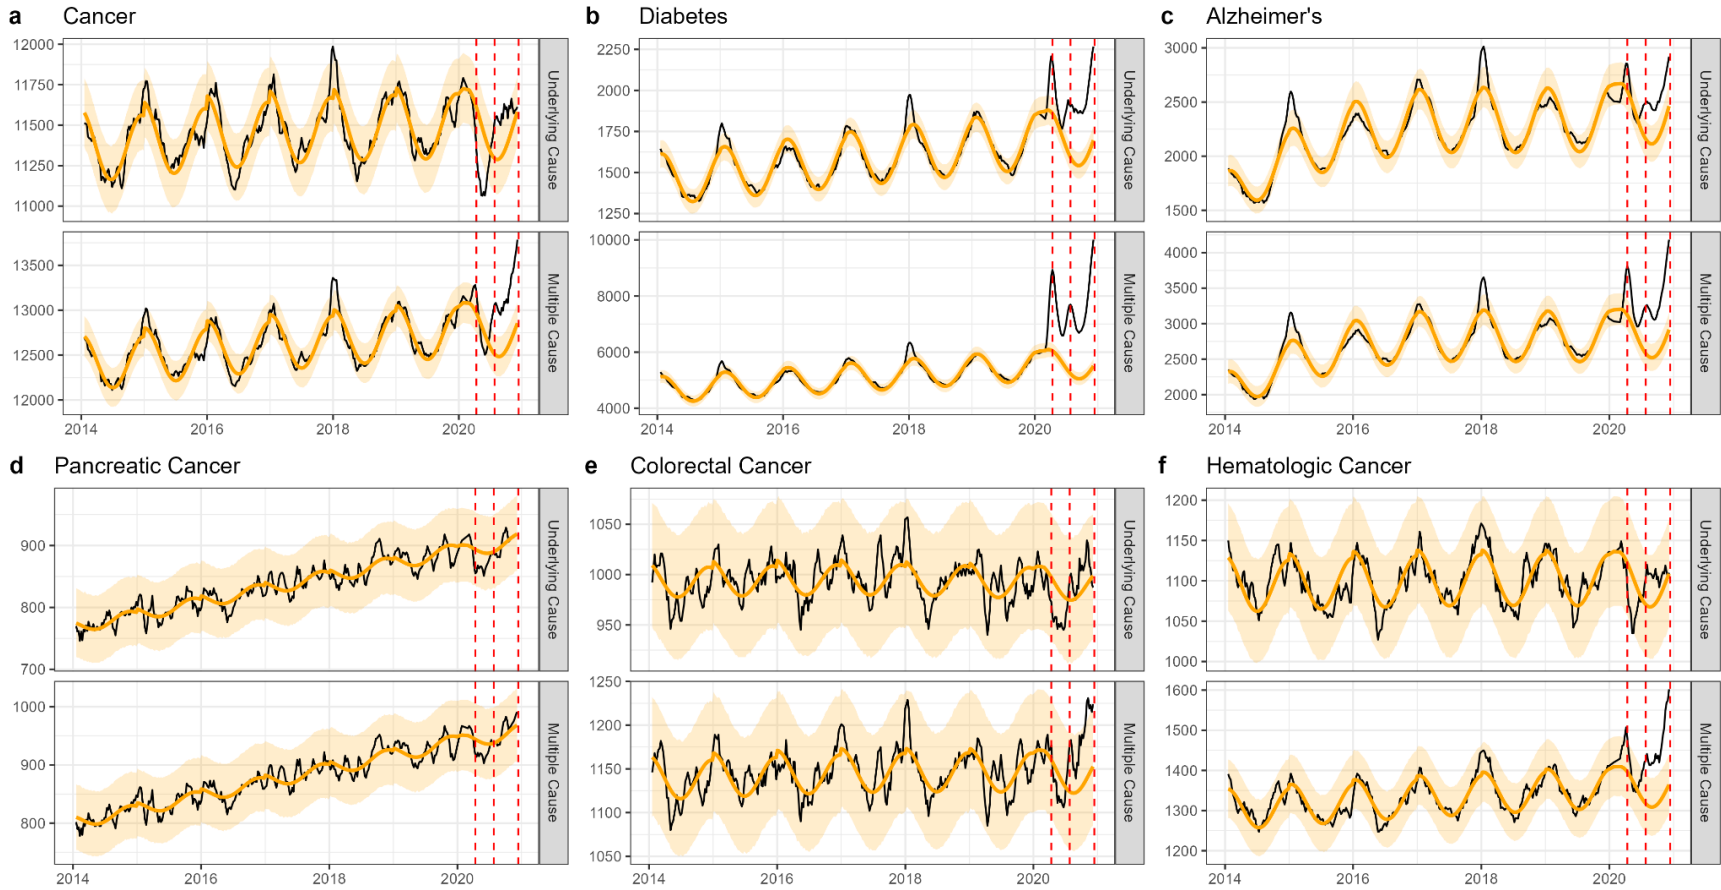 a Cancer
12000
11750
11500
11250
11000
Underlying Cause
13500
13000
12500
12000
Multiple Cause
2014 2016 2018 2020
b Diabetes
2250
2000
1750
1500
1250
Underlying Cause
10000
8000
6000
4000
Multiple Cause
2014 2016 2018 2020
c Alzheimer's
3000
2500
2000
1500
Underlying Cause
4000
3500
3000
2500
2000
Multiple Cause
2014 2016 2018 2020
d Pancreatic Cancer
900
800
700
Underlying Cause
1000
900
800
Multiple Cause
2014 2016 2018 2020
e Colorectal Cancer
1050
1000
950
Underlying Cause
1250
1200
1150
1100
1050
Multiple Cause
2014 2016 2018 2020
f Hematologic Cancer
1200
1150
1100
1050
1000
Underlying Cause
1600
1500
1400
1300
1200
Multiple Cause
2014 2016 2018 2020